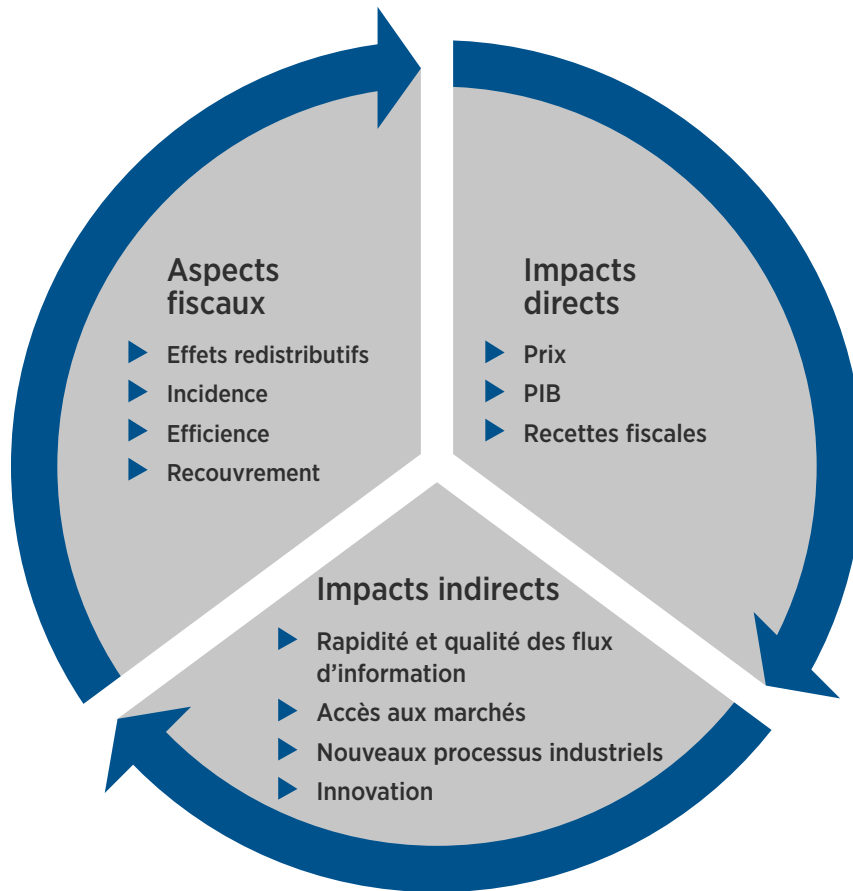 Aspects
fiscaux
Effets redistributifs
Incidence
Efficience
Recouvrement
Impacts
directs
Prix
PIB
Recettes fiscales
Impacts indirects
Rapidité et qualité des flux
d’information
Accès aux marchés
Nouveaux processus industriels
Innovation